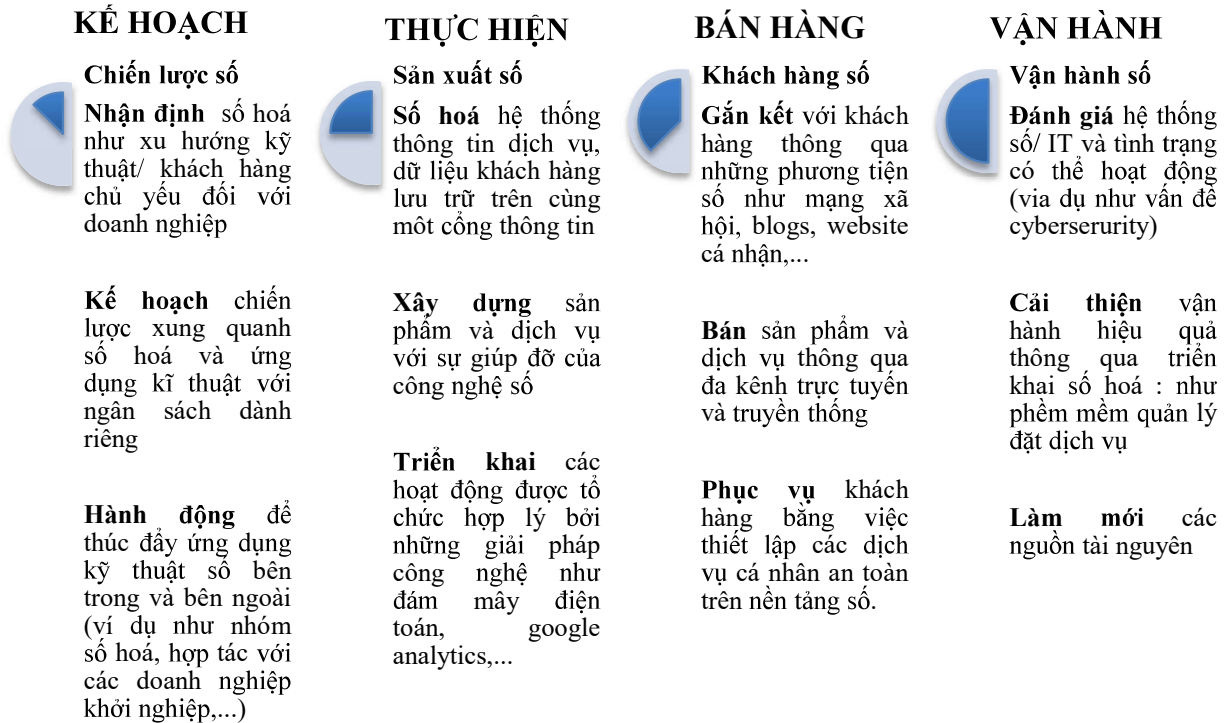 KẾ HOẠCH
Chiến lược số
Nhận định số hoá
như xu hướng kỹ
thuật/ khách hàng
chủ yếu đối với
doanh nghiệp
Kế hoạch chiến
lược xung quanh
số hoá và ứng
dụng kĩ thuật với
ngân sách dành
riêng
Hành động để
thúc đẩy ứng dụng
kỹ thuật số bên
trong và bên ngoài
(ví dụ như nhóm
số hoá, hợp tác với
các doanh nghiệp
khởi nghiệp,...)
THỰC HIỆN
Sản xuất số
Số hoá hệ thống
thông tin dịch vụ,
dữ liệu khách hàng
lưu trữ trên cùng
môt cổng thông tin
Xây dựng sản
phẩm và dịch vụ
với sự giúp đỡ của
công nghệ số
Triển khai các
hoạt động được tổ
chức hợp lý bởi
những giải pháp
công nghệ như
đám mây điện
toán, google
analytics,...
BÁN HÀNG
Khách hàng số
Gắn kết với khách
hàng thông qua
những phương tiện
số như mạng xã
hội, blogs, website
cá nhận,...
Bán sản phẩm và
dịch vụ thông qua
đa kênh trực tuyến
và truyền thống
Phục vụ khách
hàng bằng việc
thiết lập các dịch
vụ cá nhân an toàn
trên nền tảng số.
VẬN HÀNH
Vận hành số
Đánh giá hệ thống
số/ IT và tình trạng
có thể hoạt động
(via dụ như vấn đề
cyberserurity)
Cải thiện vận
hành hiệu quả
thông qua triển
khai số hoá : như
phềm mềm quản lý
đặt dịch vụ
Làm mới các
nguồn tài nguyên